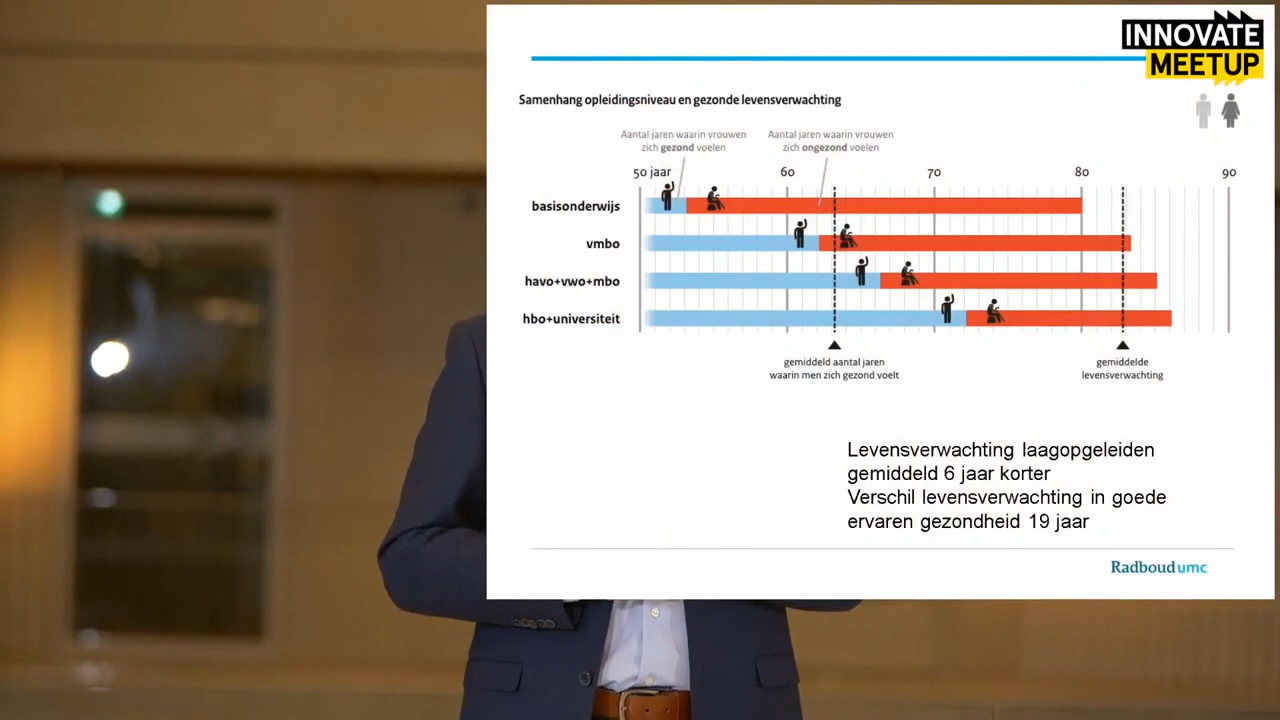 INNOVATE
MEETUP
Samenhang opleidingsniveau en gezonde levensverwachting
Aantal jaren waarin vrouwen
zich gezond voelen
Aantal jaren waarin vrouwen
zich ongezond voelen
50 jaar 60 70 80 90
basisonderwijs
vmbo
havo+vwo+mbo
hbo+universiteit
gemiddeld aantal jaren
waarin men zich gezond voelt
gemiddelde
levensverwachting
Levensverwachting laagopgeleiden
gemiddeld 6 jaar korter
Verschil levensverwachting in goede
ervaren gezondheid 19 jaar
Radboudumc